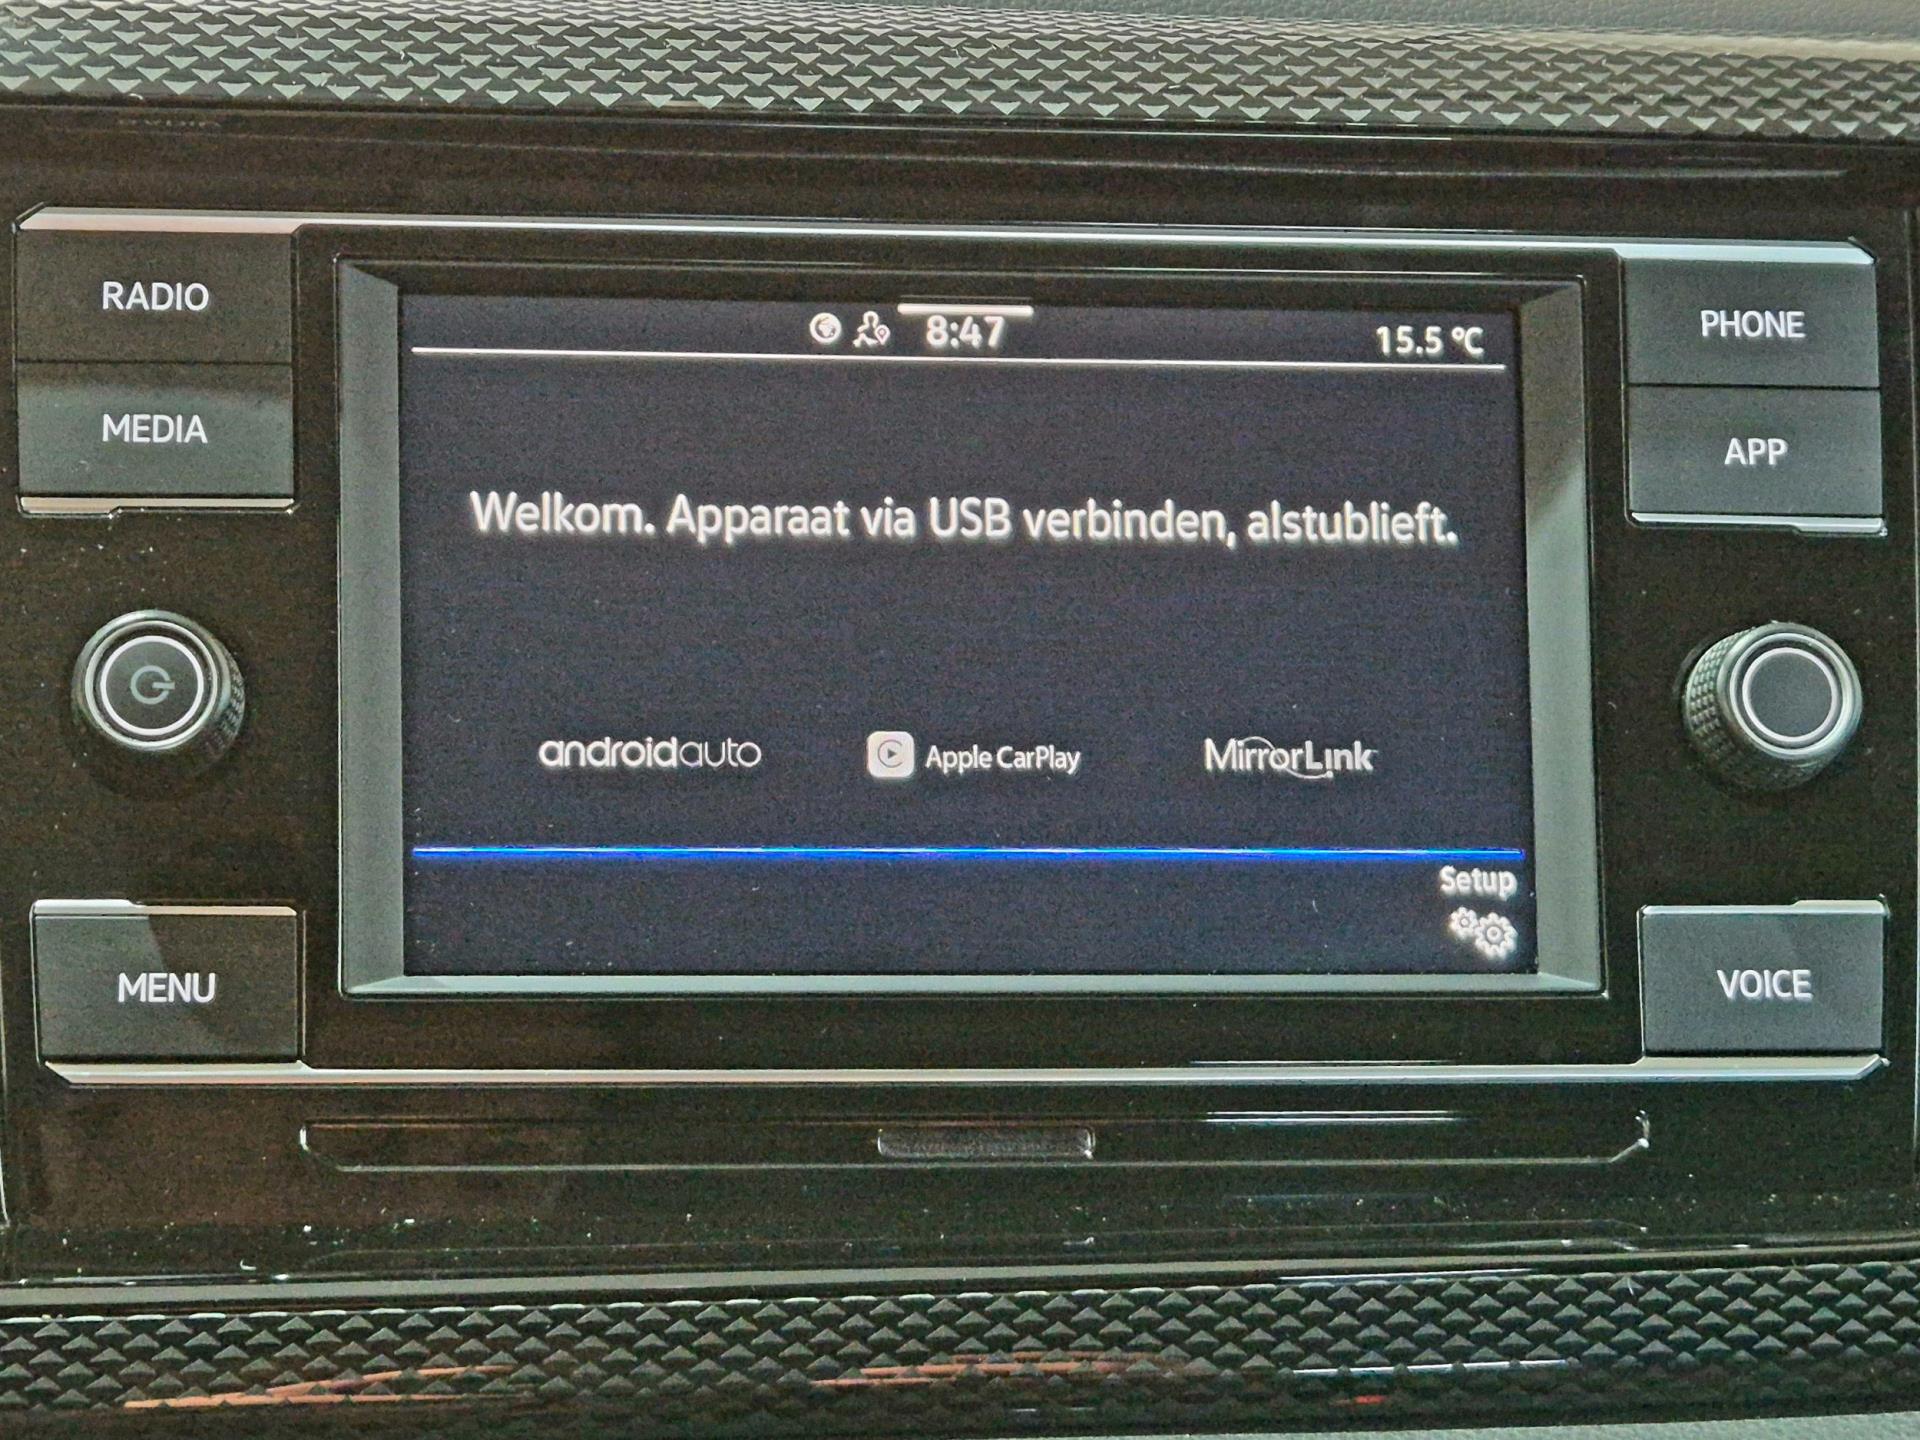 RADIO
MEDIA
MENU
8:47
15.5 °C
Welkom. Apparaat via USB verbinden, alstublieft.
androidauto
Apple CarPlay
MirrorLink
Setup
PHONE
APP
VOICE